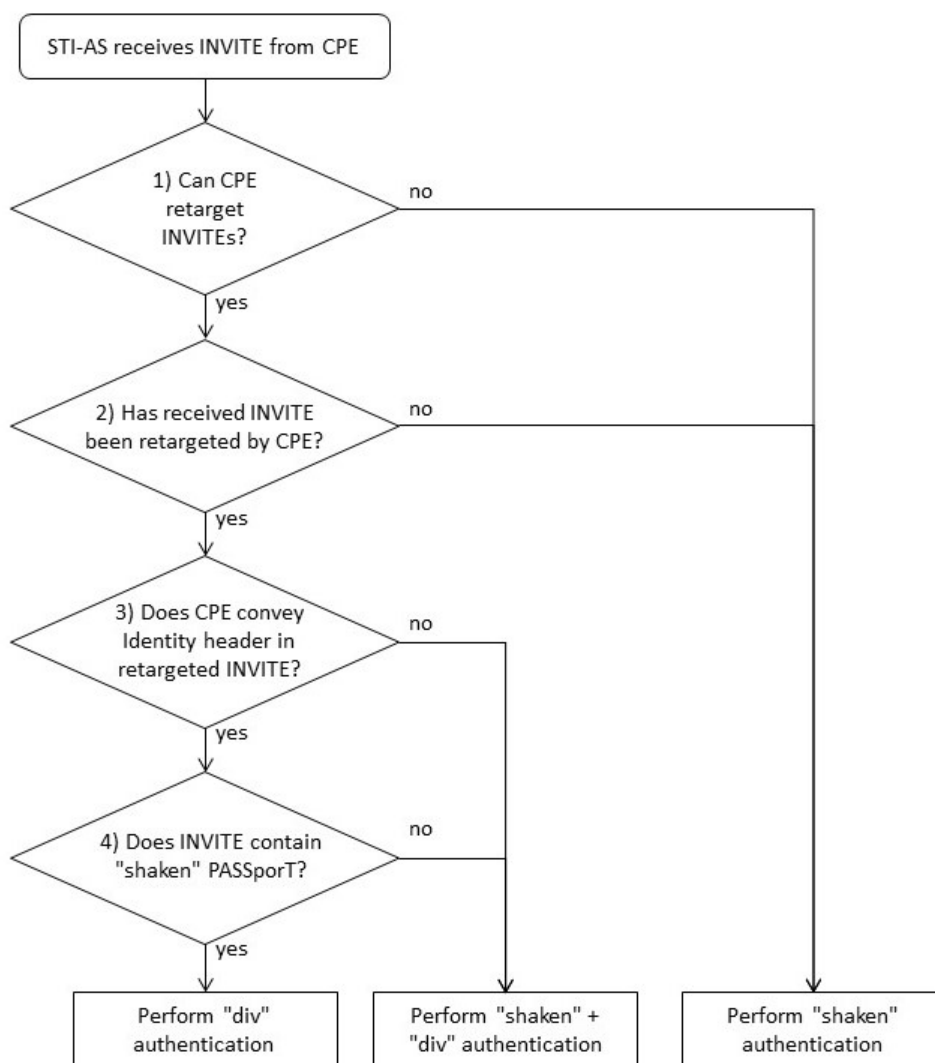 STI-AS receives INVITE from CPE
1) Can CPE
retarget
INVITEs?
no
yes
2) Has received INVITE
been retargeted by CPE?
no
yes
3) Does CPE convey
Identity header in
retargeted INVITE?
no
yes
4) Does INVITE contain
"shaken" PASSporT?
no
yes
Perform "div"
authentication
Perform "shaken" +
"div" authentication
Perform "shaken"
authentication